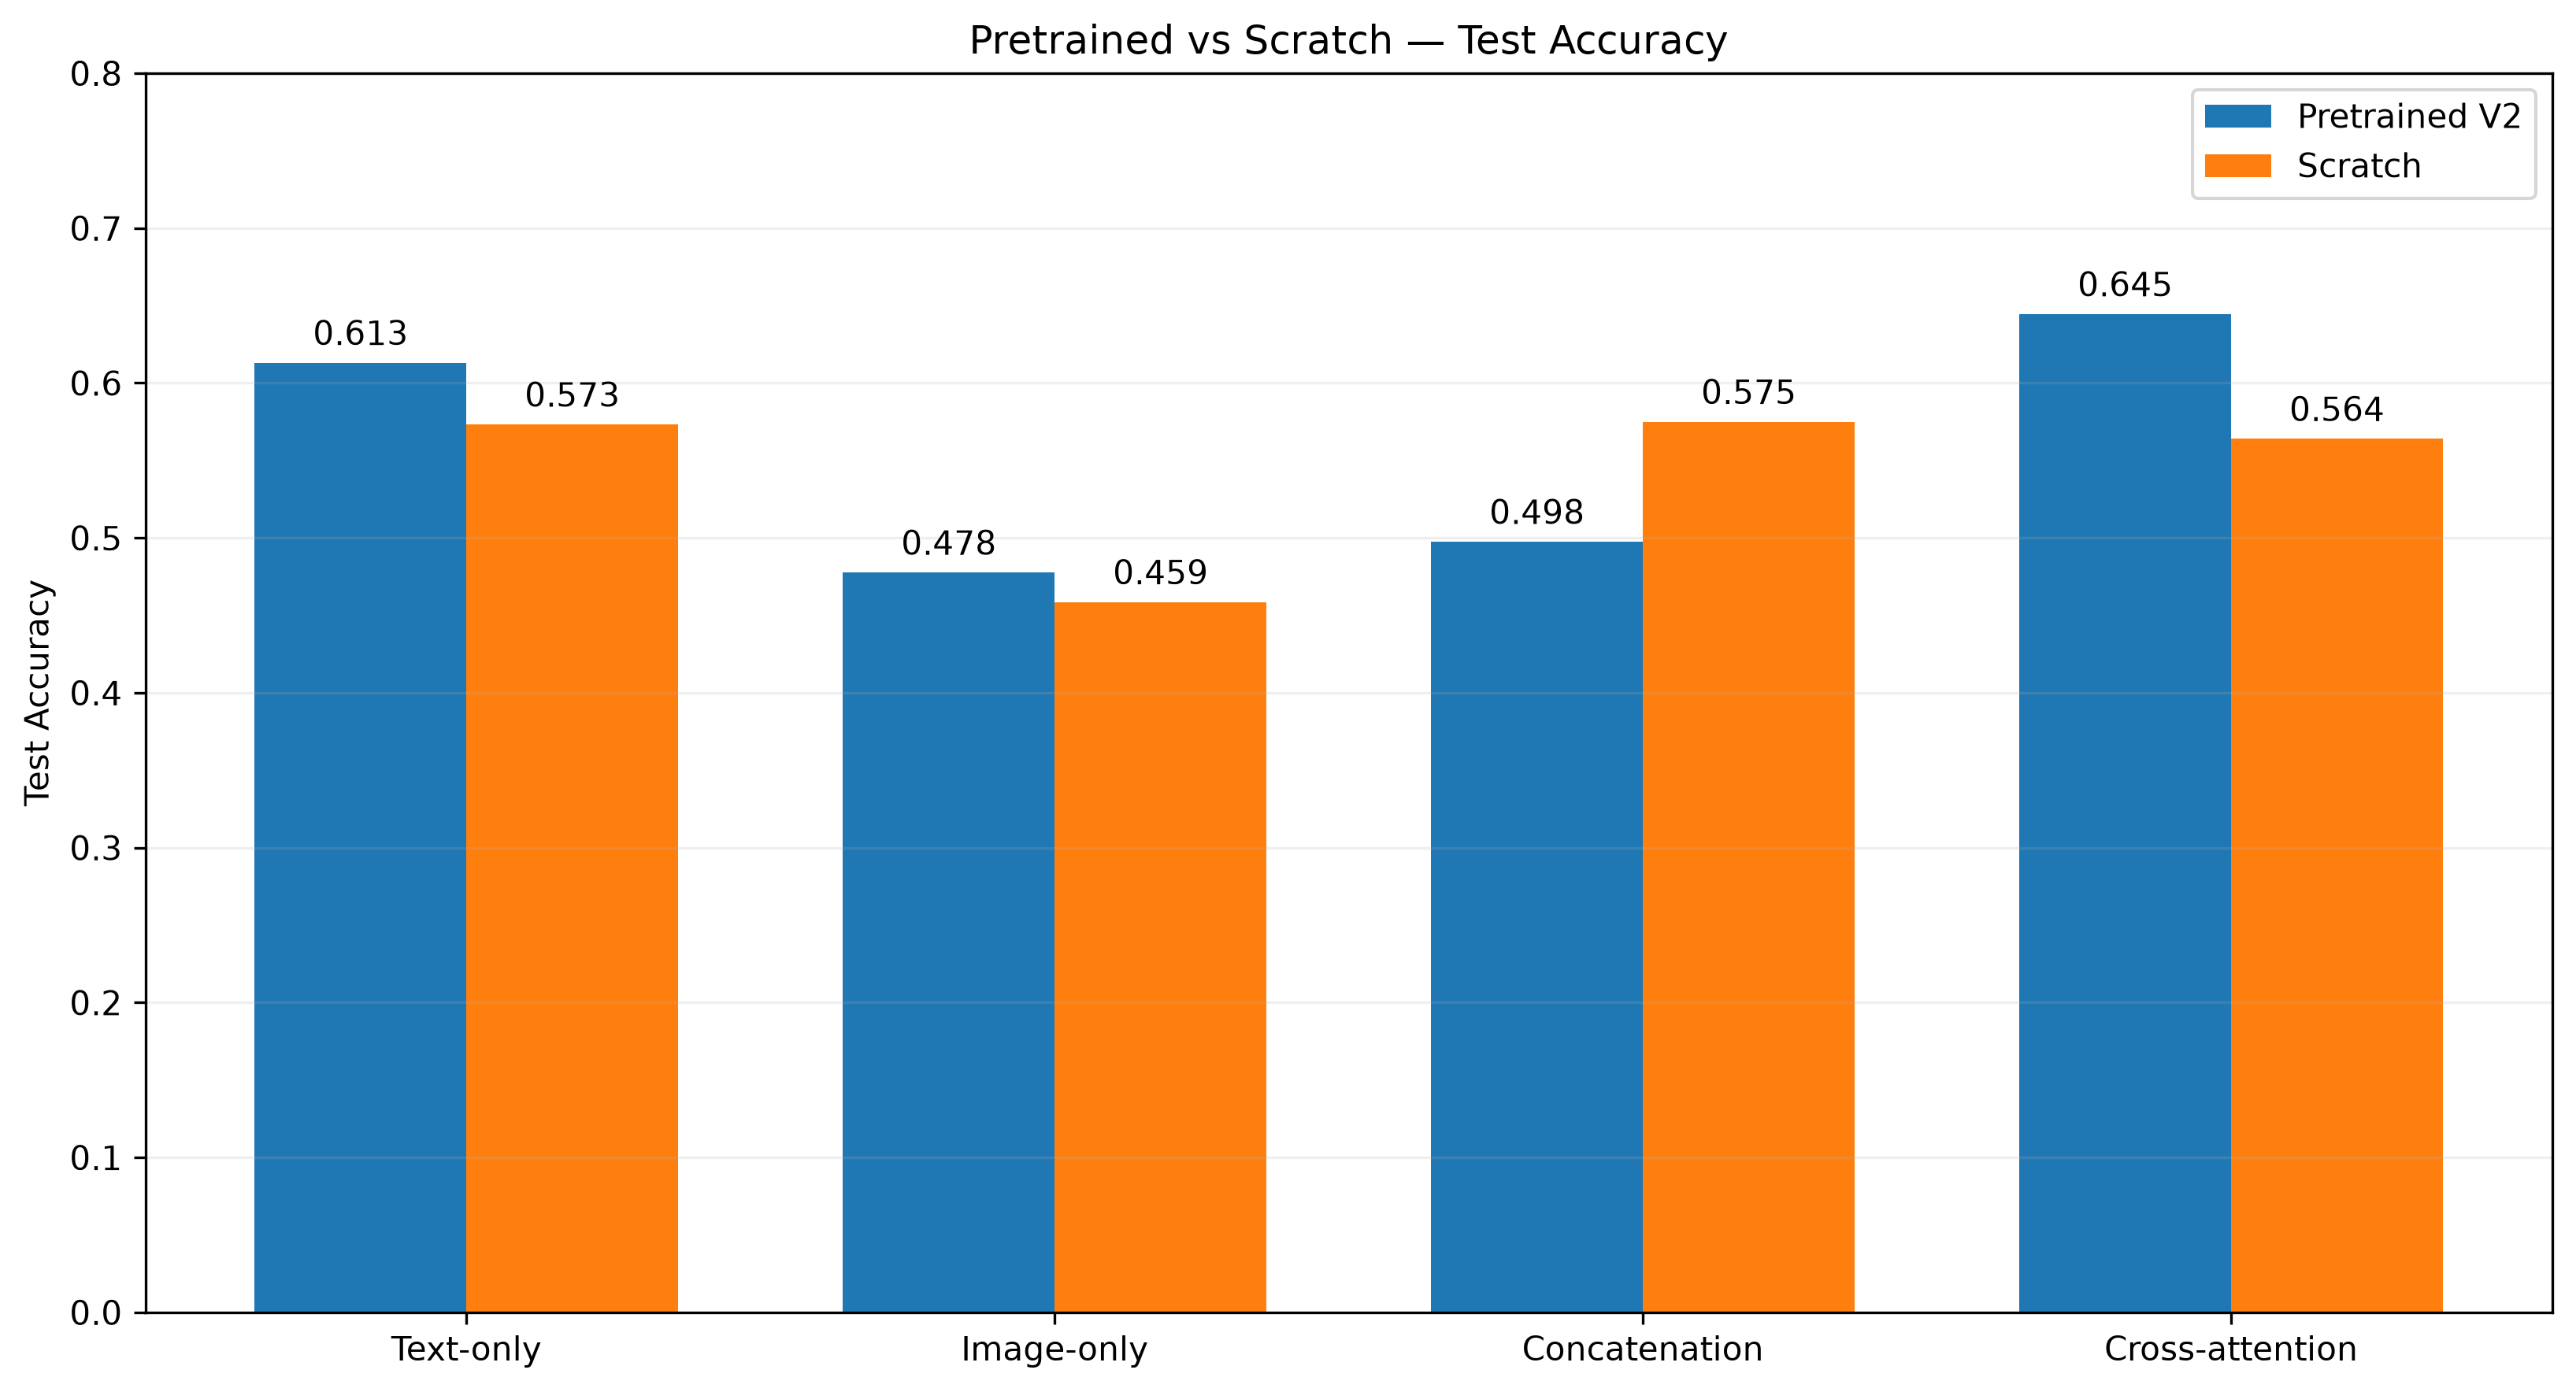 Pretrained vs Scratch — Test Accuracy
Pretrained V2
Scratch
Test Accuracy
0.8
0.7
0.6
0.5
0.4
0.3
0.2
0.1
0.0
0.613
0.573
0.478
0.459
0.498
0.575
0.645
0.564
Text-only
Image-only
Concatenation
Cross-attention